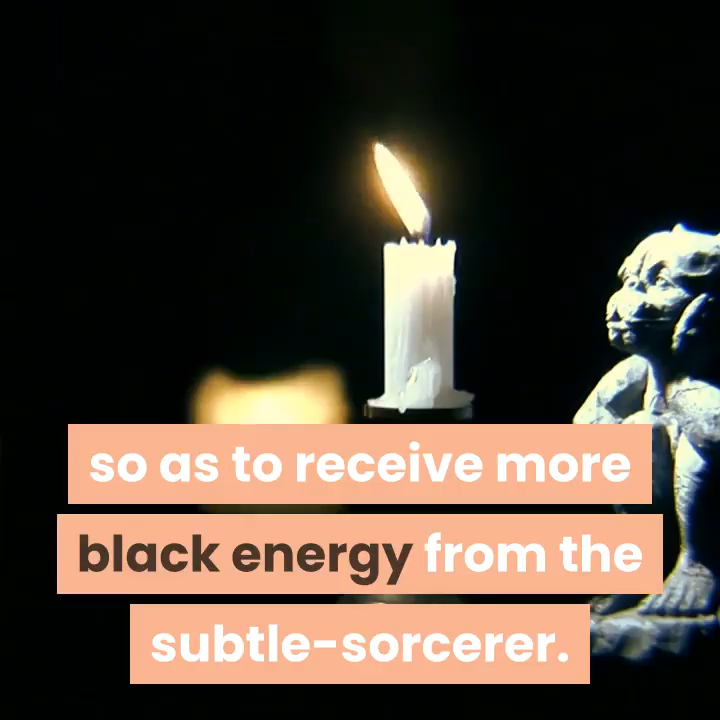 so as to receive more
black energy from the
subtle-sorcerer.